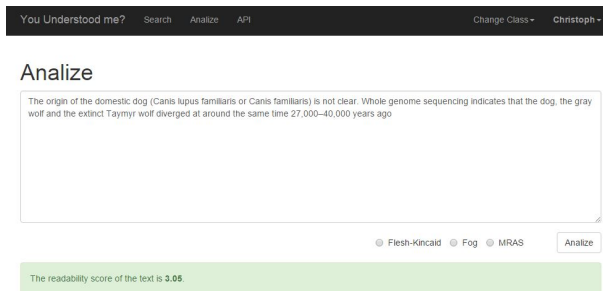 You Understood me? Search Analize API Change Class Christoph
Analize
The origin of the domestic dog (Canis lupus familiaris or Canis familiaris) is not clear. Whole genome sequencing indicates that the dog, the gray
wolf and the extinct Taymyr wolf diverged at around the same time 27,000–40,000 years ago
Flesh-Kincaid Fog MRAS Analize
The readability score of the text is 3.05.